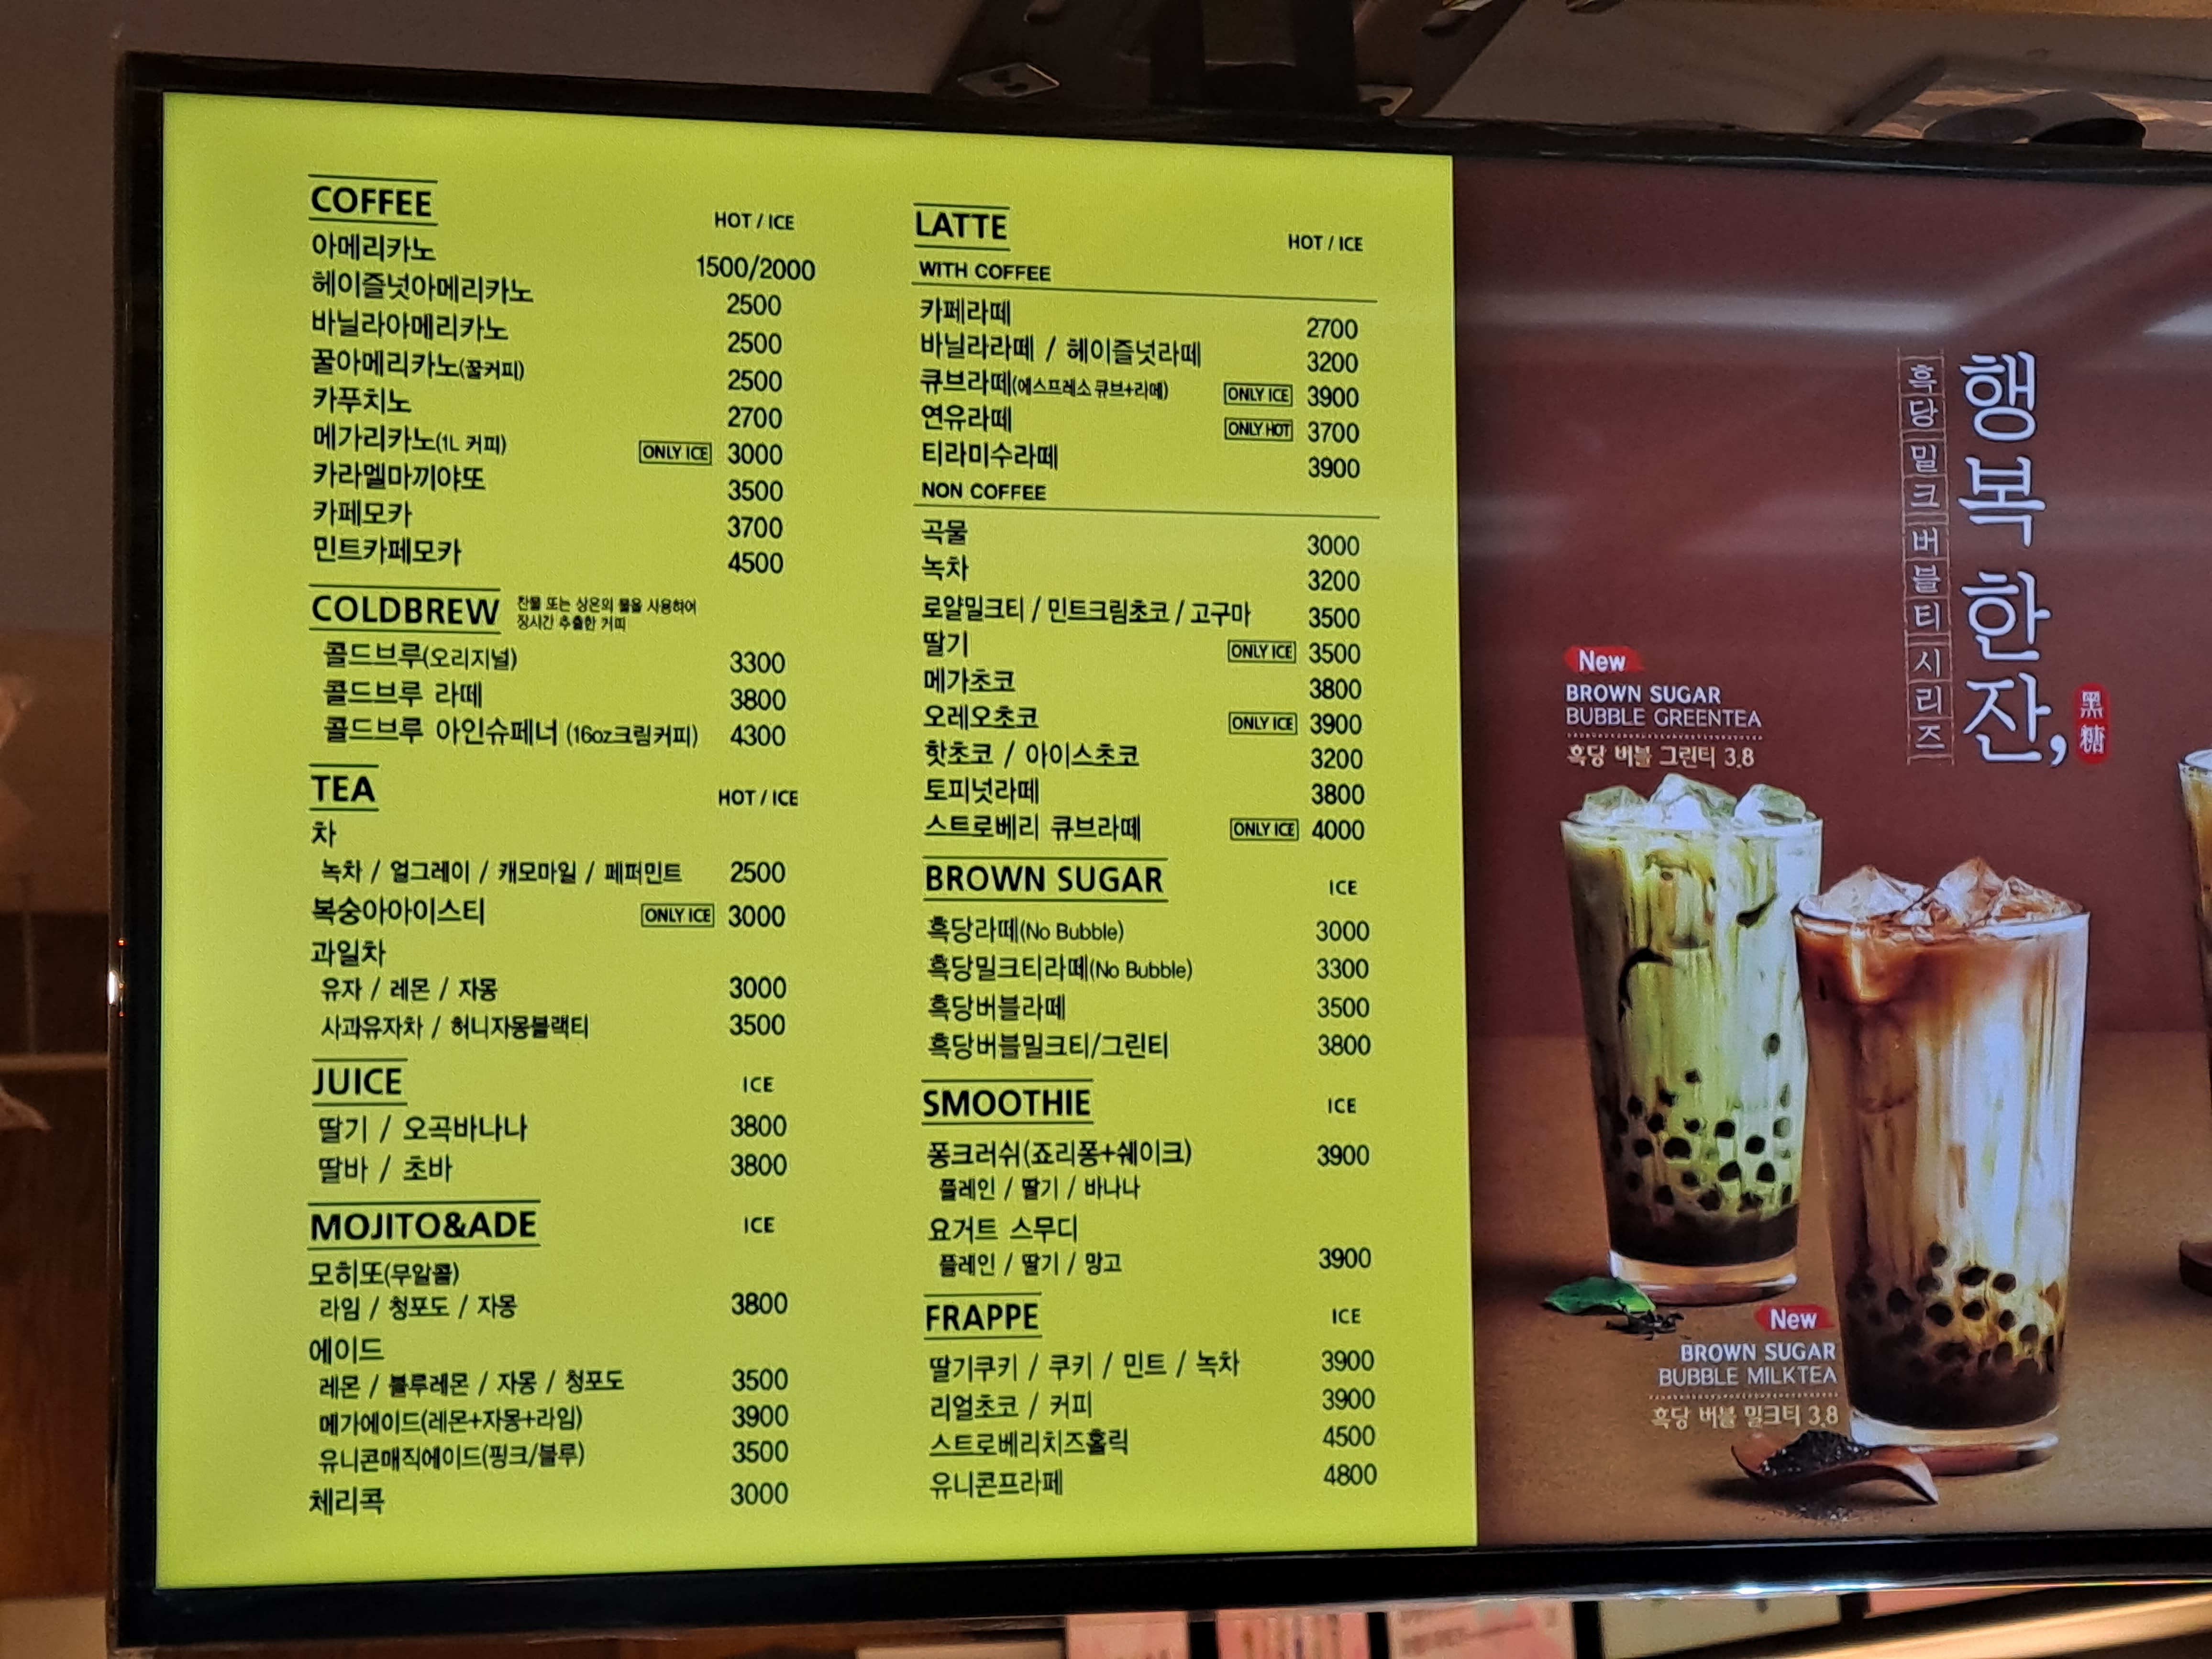 COFFEE
HOT / ICE
아메리카노 1500/2000
헤이즐넛아메리카노 2500
바닐라아메리카노 2500
꿀아메리카노(꿀커피) 2500
카푸치노 2700
메가리카노(1L 커피) ONLY ICE 3000
카라멜마끼야또 3500
카페모카 3700
민트카페모카 4500
COLDBREW
찬물 또는 상온의 물을 사용하여
장시간 추출한 커피
콜드브루(오리지널) 3300
콜드브루 라떼 3800
콜드브루 아인슈페너 (16oz크림커피) 4300
TEA
HOT / ICE
차
녹차 / 얼그레이 / 캐모마일 / 페퍼민트 2500
복숭아아이스티 ONLY ICE 3000
과일차
유자 / 레몬 / 자몽 3000
사과유자차 / 허니자몽블랙티 3500
JUICE
ICE
딸기 / 오곡바나나 3800
딸바 / 초바 3800
MOJITO&ADE
ICE
모히또(무알콜)
라임 / 청포도 / 자몽 3800
에이드
레몬 / 블루레몬 / 자몽 / 청포도 3500
메가에이드(레몬+자몽+라임) 3900
유니콘매직에이드(핑크/블루) 3500
체리콕 3000
LATTE
HOT / ICE
WITH COFFEE
카페라떼 2700
바닐라라떼 / 헤이즐넛라떼 3200
큐브라떼(에스프레소 큐브+라떼) ONLY ICE 3900
연유라떼 ONLY HOT 3700
티라미수라떼 3900
NON COFFEE
곡물 3000
녹차 3200
로얄밀크티 / 민트크림초코 / 고구마 3500
딸기 ONLY ICE 3500
메가초코 3800
오레오초코 ONLY ICE 3900
핫초코 / 아이스초코 3200
토피넛라떼 3800
스트로베리 큐브라떼 ONLY ICE 4000
BROWN SUGAR
ICE
흑당라떼(No Bubble) 3000
흑당밀크티라떼(No Bubble) 3300
흑당버블라떼 3500
흑당버블밀크티/그린티 3800
SMOOTHIE
ICE
퐁크러쉬(죠리퐁+쉐이크) 3900
플레인 / 딸기 / 바나나
요거트 스무디
플레인 / 딸기 / 망고 3900
FRAPPE
ICE
딸기쿠키 / 쿠키 / 민트 / 녹차 3900
리얼초코 / 커피 3900
스트로베리치즈홀릭 4500
유니콘프라페 4800
행복 한잔,
흑당밀크버블티시리즈
黑糖
New
BROWN SUGAR
BUBBLE GREENTEA
흑당 버블 그린티 3.8
New
BROWN SUGAR
BUBBLE MILKTEA
흑당 버블 밀크티 3.8